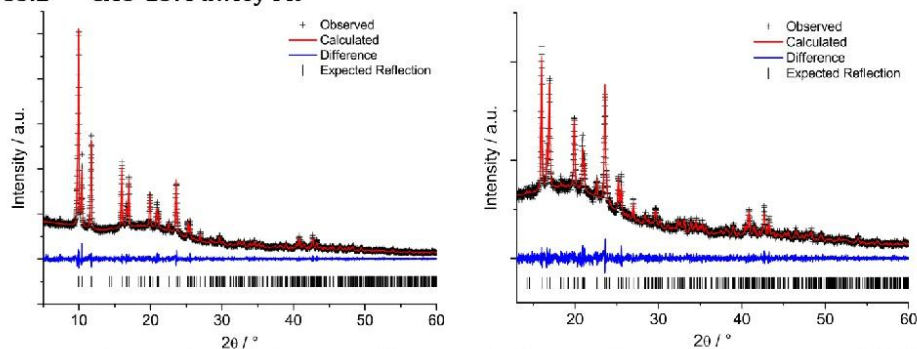 + Observed
Calculated
Difference
| Expected Reflection
Intensity / a.u.
5 10 20 30 40 50 60
2θ / °
+ Observed
Calculated
Difference
| Expected Reflection
Intensity / a.u.
20 30 40 50 60
2θ / °